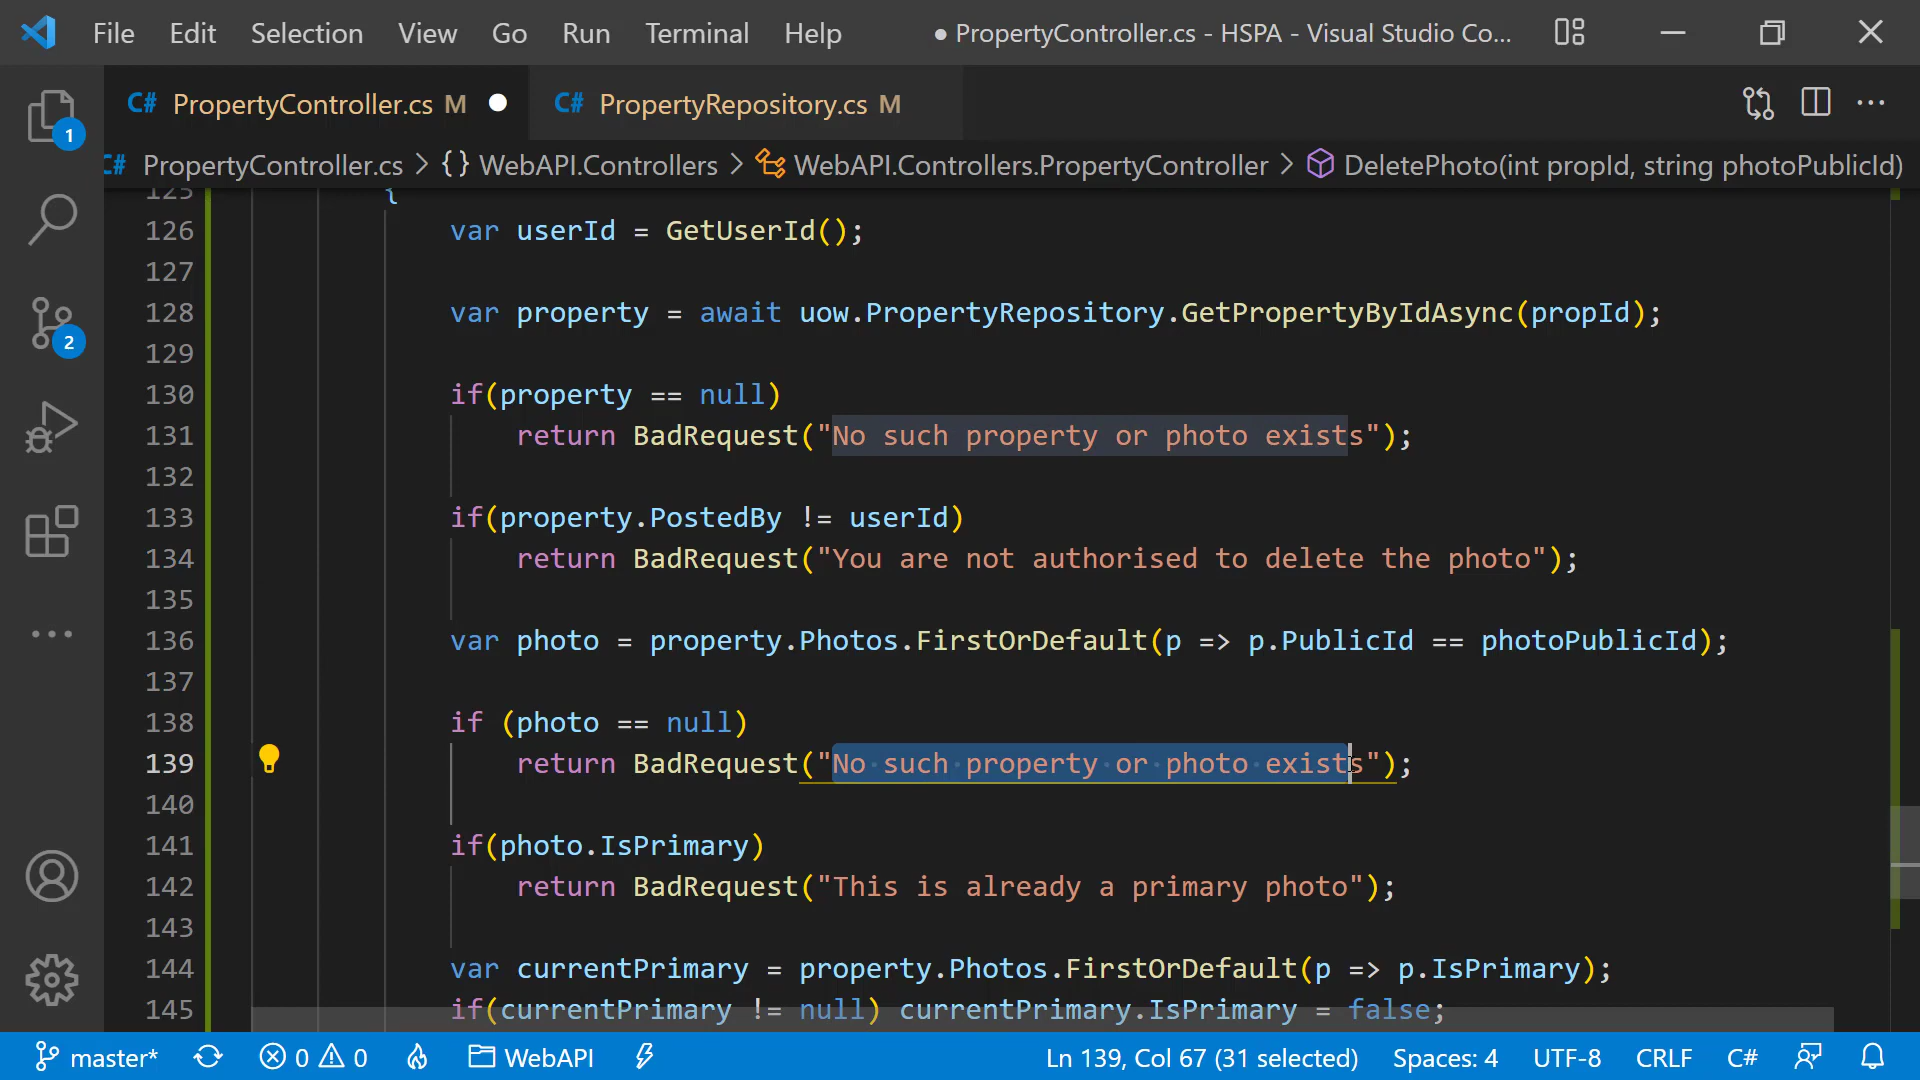 File Edit Selection View Go Run Terminal Help ● PropertyController.cs - HSPA - Visual Studio Co...
C# PropertyController.cs M ● C# PropertyRepository.cs M ...
C# PropertyController.cs > {} WebAPI.Controllers > WebAPI.Controllers.PropertyController > DeletePhoto(int propId, string photoPublicId)
1
2
125 {
126 var userId = GetUserId();
127
128 var property = await uow.PropertyRepository.GetPropertyByIdAsync(propId);
129
130 if(property == null)
131 return BadRequest("No such property or photo exists");
132
133 if(property.PostedBy != userId)
134 return BadRequest("You are not authorised to delete the photo");
135
136 var photo = property.Photos.FirstOrDefault(p => p.PublicId == photoPublicId);
137
138 if (photo == null)
139 return BadRequest("No such property or photo exists");
140
141 if(photo.IsPrimary)
142 return BadRequest("This is already a primary photo");
143
144 var currentPrimary = property.Photos.FirstOrDefault(p => p.IsPrimary);
145 if(currentPrimary != null) currentPrimary.IsPrimary = false;
master* 0 0 WebAPI Ln 139, Col 67 (31 selected) Spaces: 4 UTF-8 CRLF C#